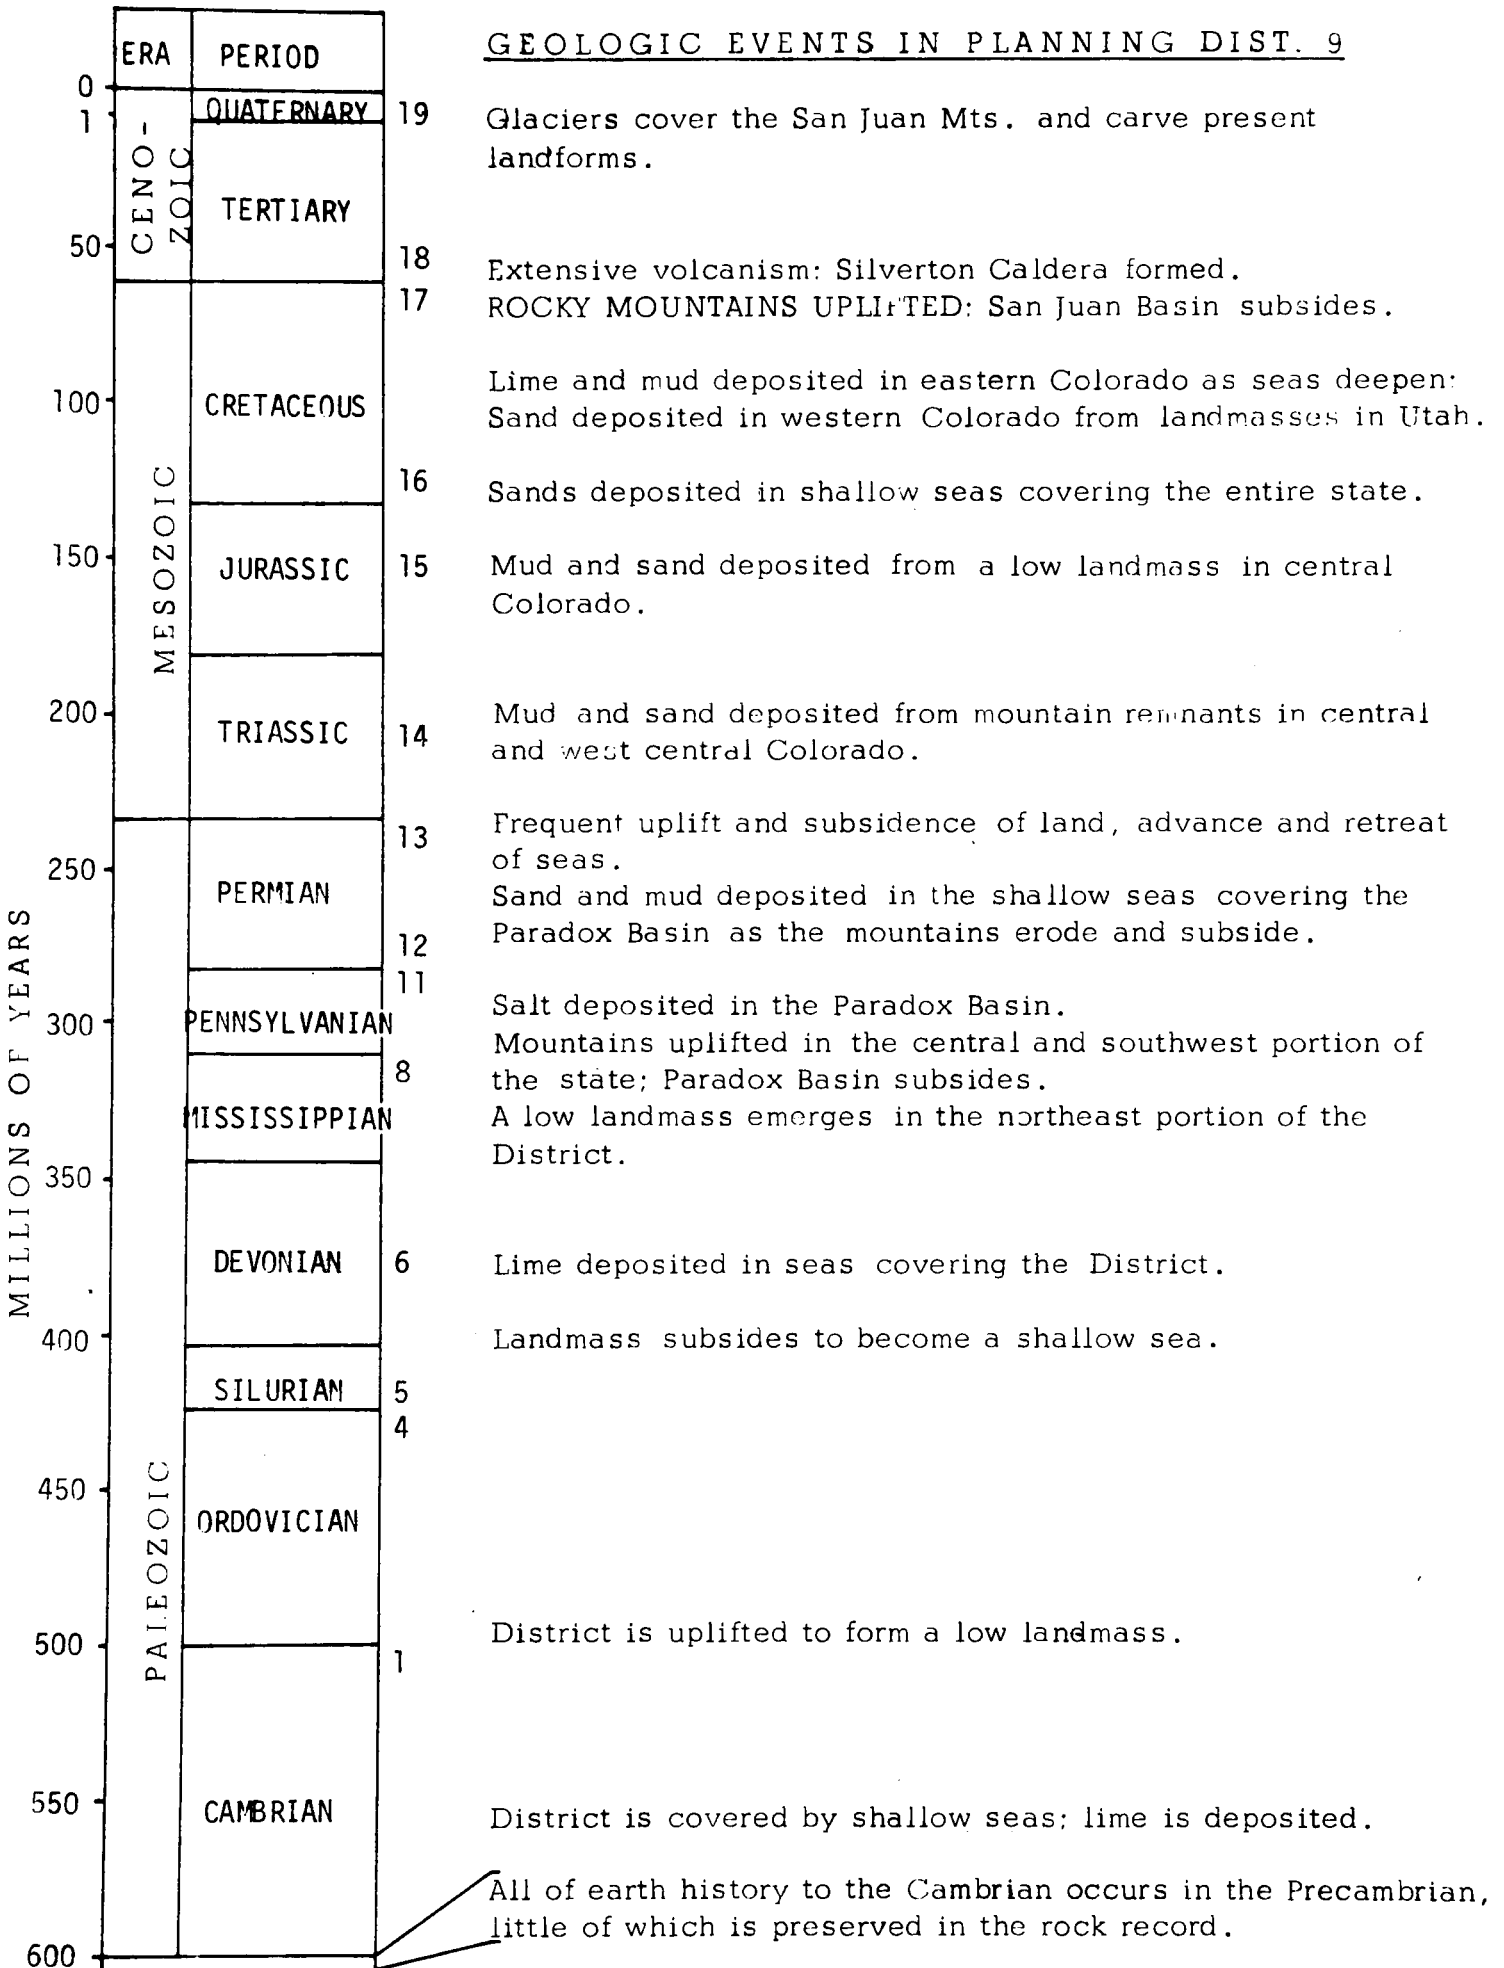 ERA PERIOD
GEOLOGIC EVENTS IN PLANNING DIST. 9
0
1
50
100
150
200
250
300
350
400
450
500
550
600
MILLIONS OF YEARS
CENO-
ZOIC
MESOZOIC
PALEOZOIC
QUATERNARY 19
Glaciers cover the San Juan Mts. and carve present
landforms.
TERTIARY
18
Extensive volcanism: Silverton Caldera formed.
17
ROCKY MOUNTAINS UPLIFTED: San Juan Basin subsides.
CRETACEOUS
Lime and mud deposited in eastern Colorado as seas deepen:
Sand deposited in western Colorado from landmasses in Utah.
16
Sands deposited in shallow seas covering the entire state.
JURASSIC 15
Mud and sand deposited from a low landmass in central
Colorado.
TRIASSIC 14
Mud and sand deposited from mountain remnants in central
and west central Colorado.
13
Frequent uplift and subsidence of land, advance and retreat
of seas.
PERMIAN
Sand and mud deposited in the shallow seas covering the
Paradox Basin as the mountains erode and subside.
12
11
Salt deposited in the Paradox Basin.
PENNSYLVANIAN
Mountains uplifted in the central and southwest portion of
the state; Paradox Basin subsides.
8
MISSISSIPPIAN
A low landmass emerges in the northeast portion of the
District.
DEVONIAN 6
Lime deposited in seas covering the District.
Landmass subsides to become a shallow sea.
SILURIAN 5
4
ORDOVICIAN
District is uplifted to form a low landmass.
1
CAMBRIAN
District is covered by shallow seas; lime is deposited.
All of earth history to the Cambrian occurs in the Precambrian,
little of which is preserved in the rock record.